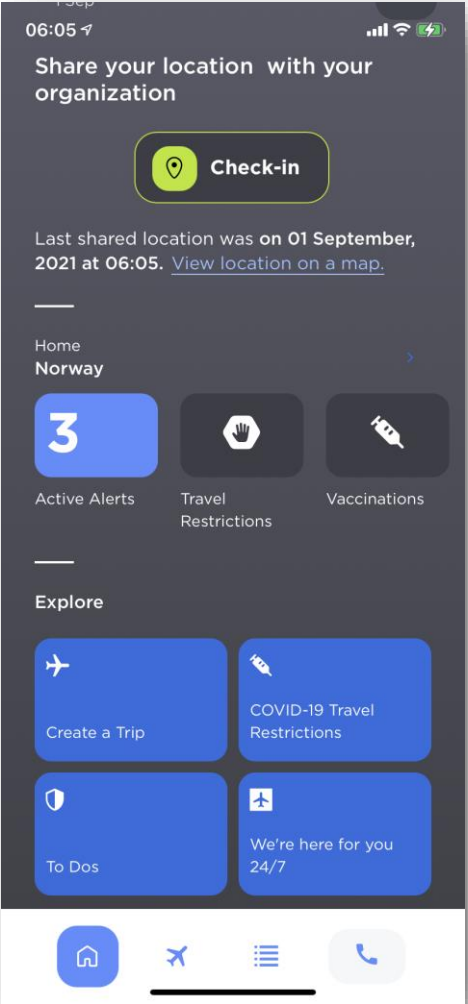 1 Sep
06:05
Share your location with your
organization
Check-in
Last shared location was on 01 September,
2021 at 06:05. View location on a map.
Home
Norway
3
Active Alerts
Travel
Restrictions
Vaccinations
Explore
Create a Trip
COVID-19 Travel
Restrictions
To Dos
We're here for you
24/7